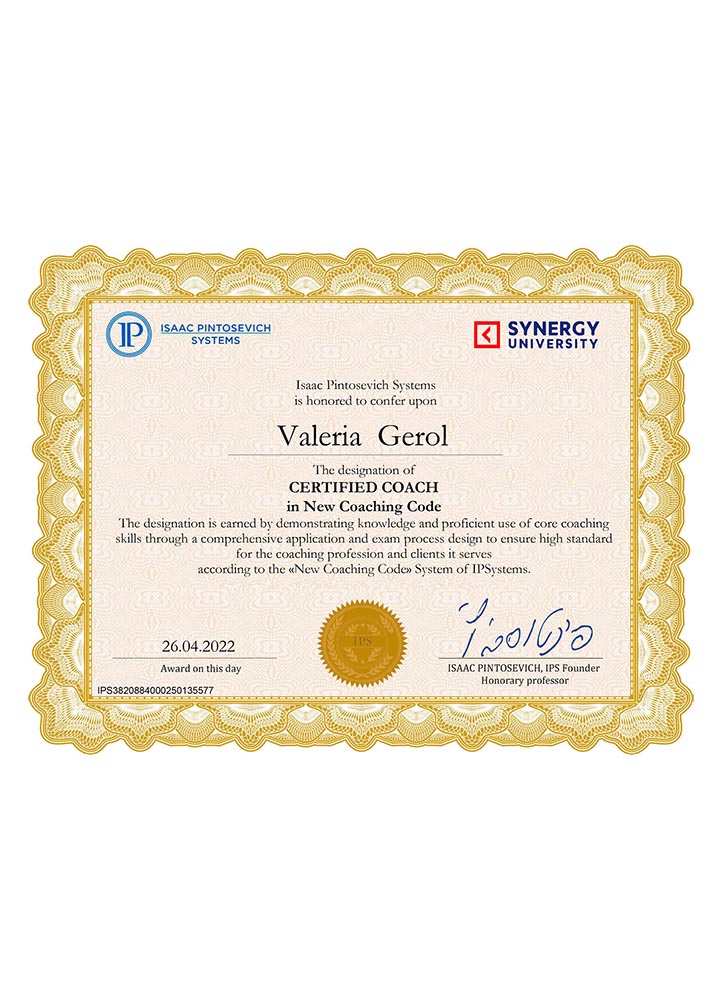 IP
ISAAC PINTOSEVICH
SYSTEMS
SYNERGY
UNIVERSITY
Isaac Pintosevich Systems
is honored to confer upon
Valeria Gerol
The designation of
CERTIFIED COACH
in New Coaching Code
The designation is earned by demonstrating knowledge and proficient use of core coaching
skills through a comprehensive application and exam process design to ensure high standard
for the coaching profession and clients it serves
according to the «New Coaching Code» System of IPSystems.
26.04.2022
Award on this day
IPS
פינטוסביץ'
ISAAC PINTOSEVICH, IPS Founder
Honorary professor
IPS3820884000250135577